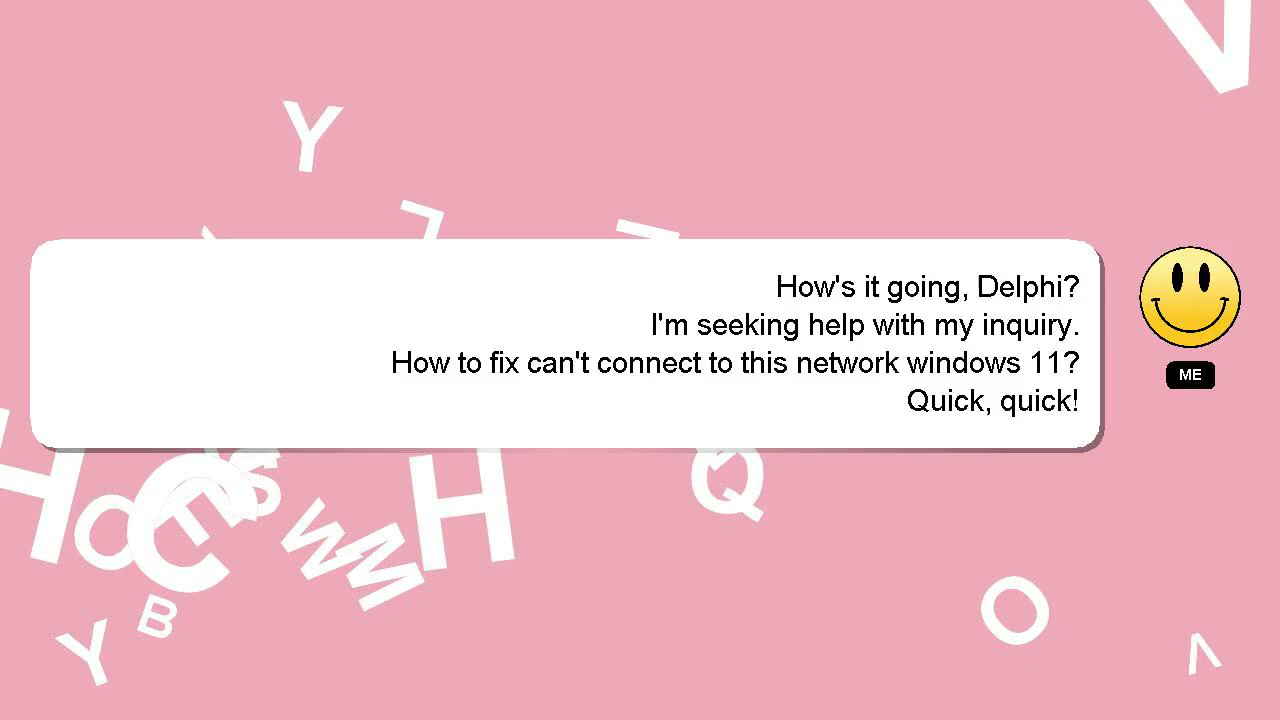 How's it going, Delphi?
I'm seeking help with my inquiry.
How to fix can't connect to this network windows 11?
Quick, quick!
ME
V
Y
L
L
H
O
C
T
S
W
M
H
Q
B
Y
O
V